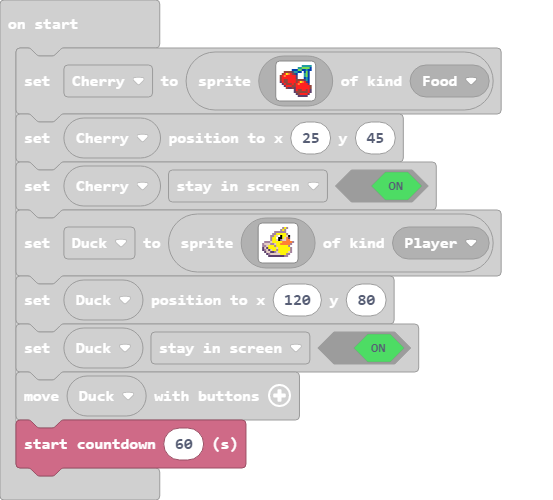 on start
set Cherry to sprite of kind Food
set Cherry position to x 25 y 45
set Cherry stay in screen ON
set Duck to sprite of kind Player
set Duck position to x 120 y 80
set Duck stay in screen ON
move Duck with buttons
start countdown 60 (s)